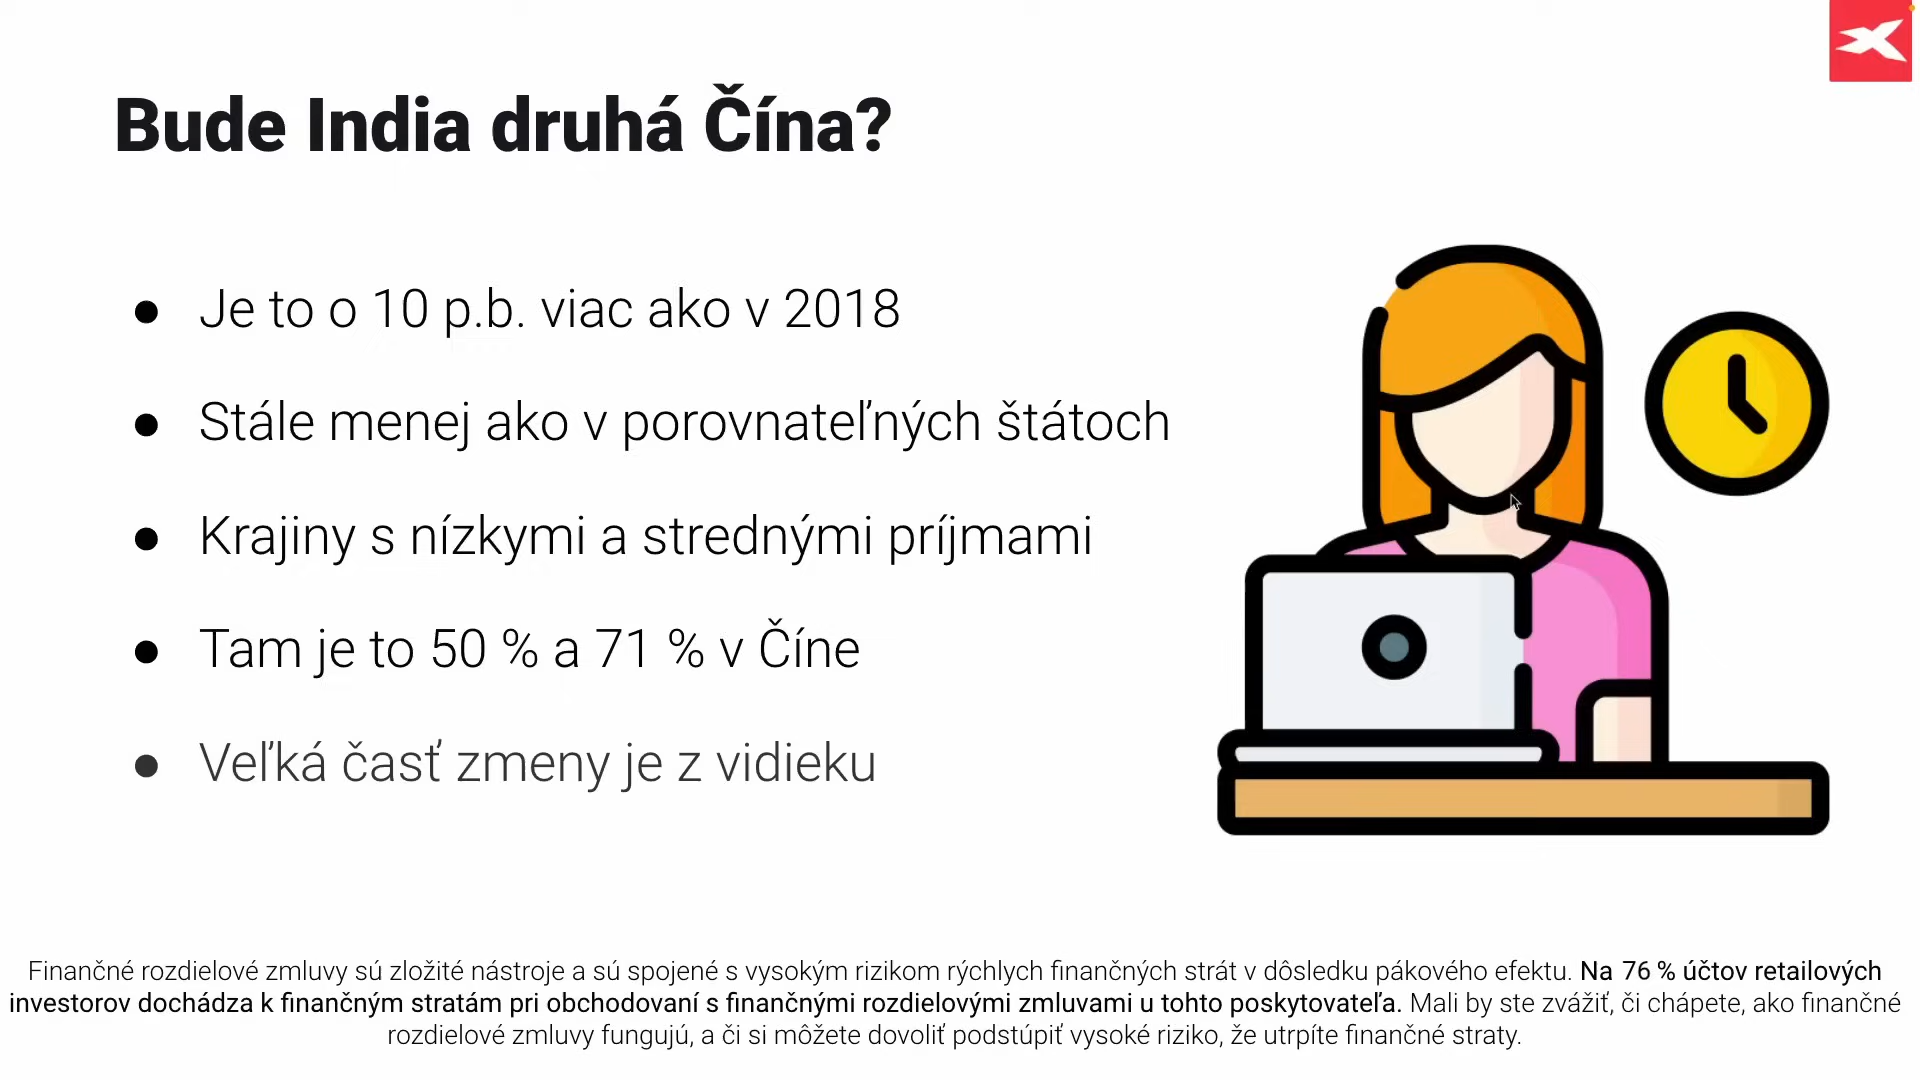 Bude India druhá Čína?
● Je to o 10 p.b. viac ako v 2018
● Stále menej ako v porovnateľných štátoch
● Krajiny s nízkymi a strednými príjmami
● Tam je to 50 % a 71 % v Číne
● Veľká časť zmeny je z vidieku
Finančné rozdielové zmluvy sú zložité nástroje a sú spojené s vysokým rizikom rýchlych finančných strát v dôsledku pákového efektu. Na 76 % účtov retailových
investorov dochádza k finančným stratám pri obchodovaní s finančnými rozdielovými zmluvami u tohto poskytovateľa. Mali by ste zvážiť, či chápete, ako finančné
rozdielové zmluvy fungujú, a či si môžete dovoliť podstúpiť vysoké riziko, že utrpíte finančné straty.